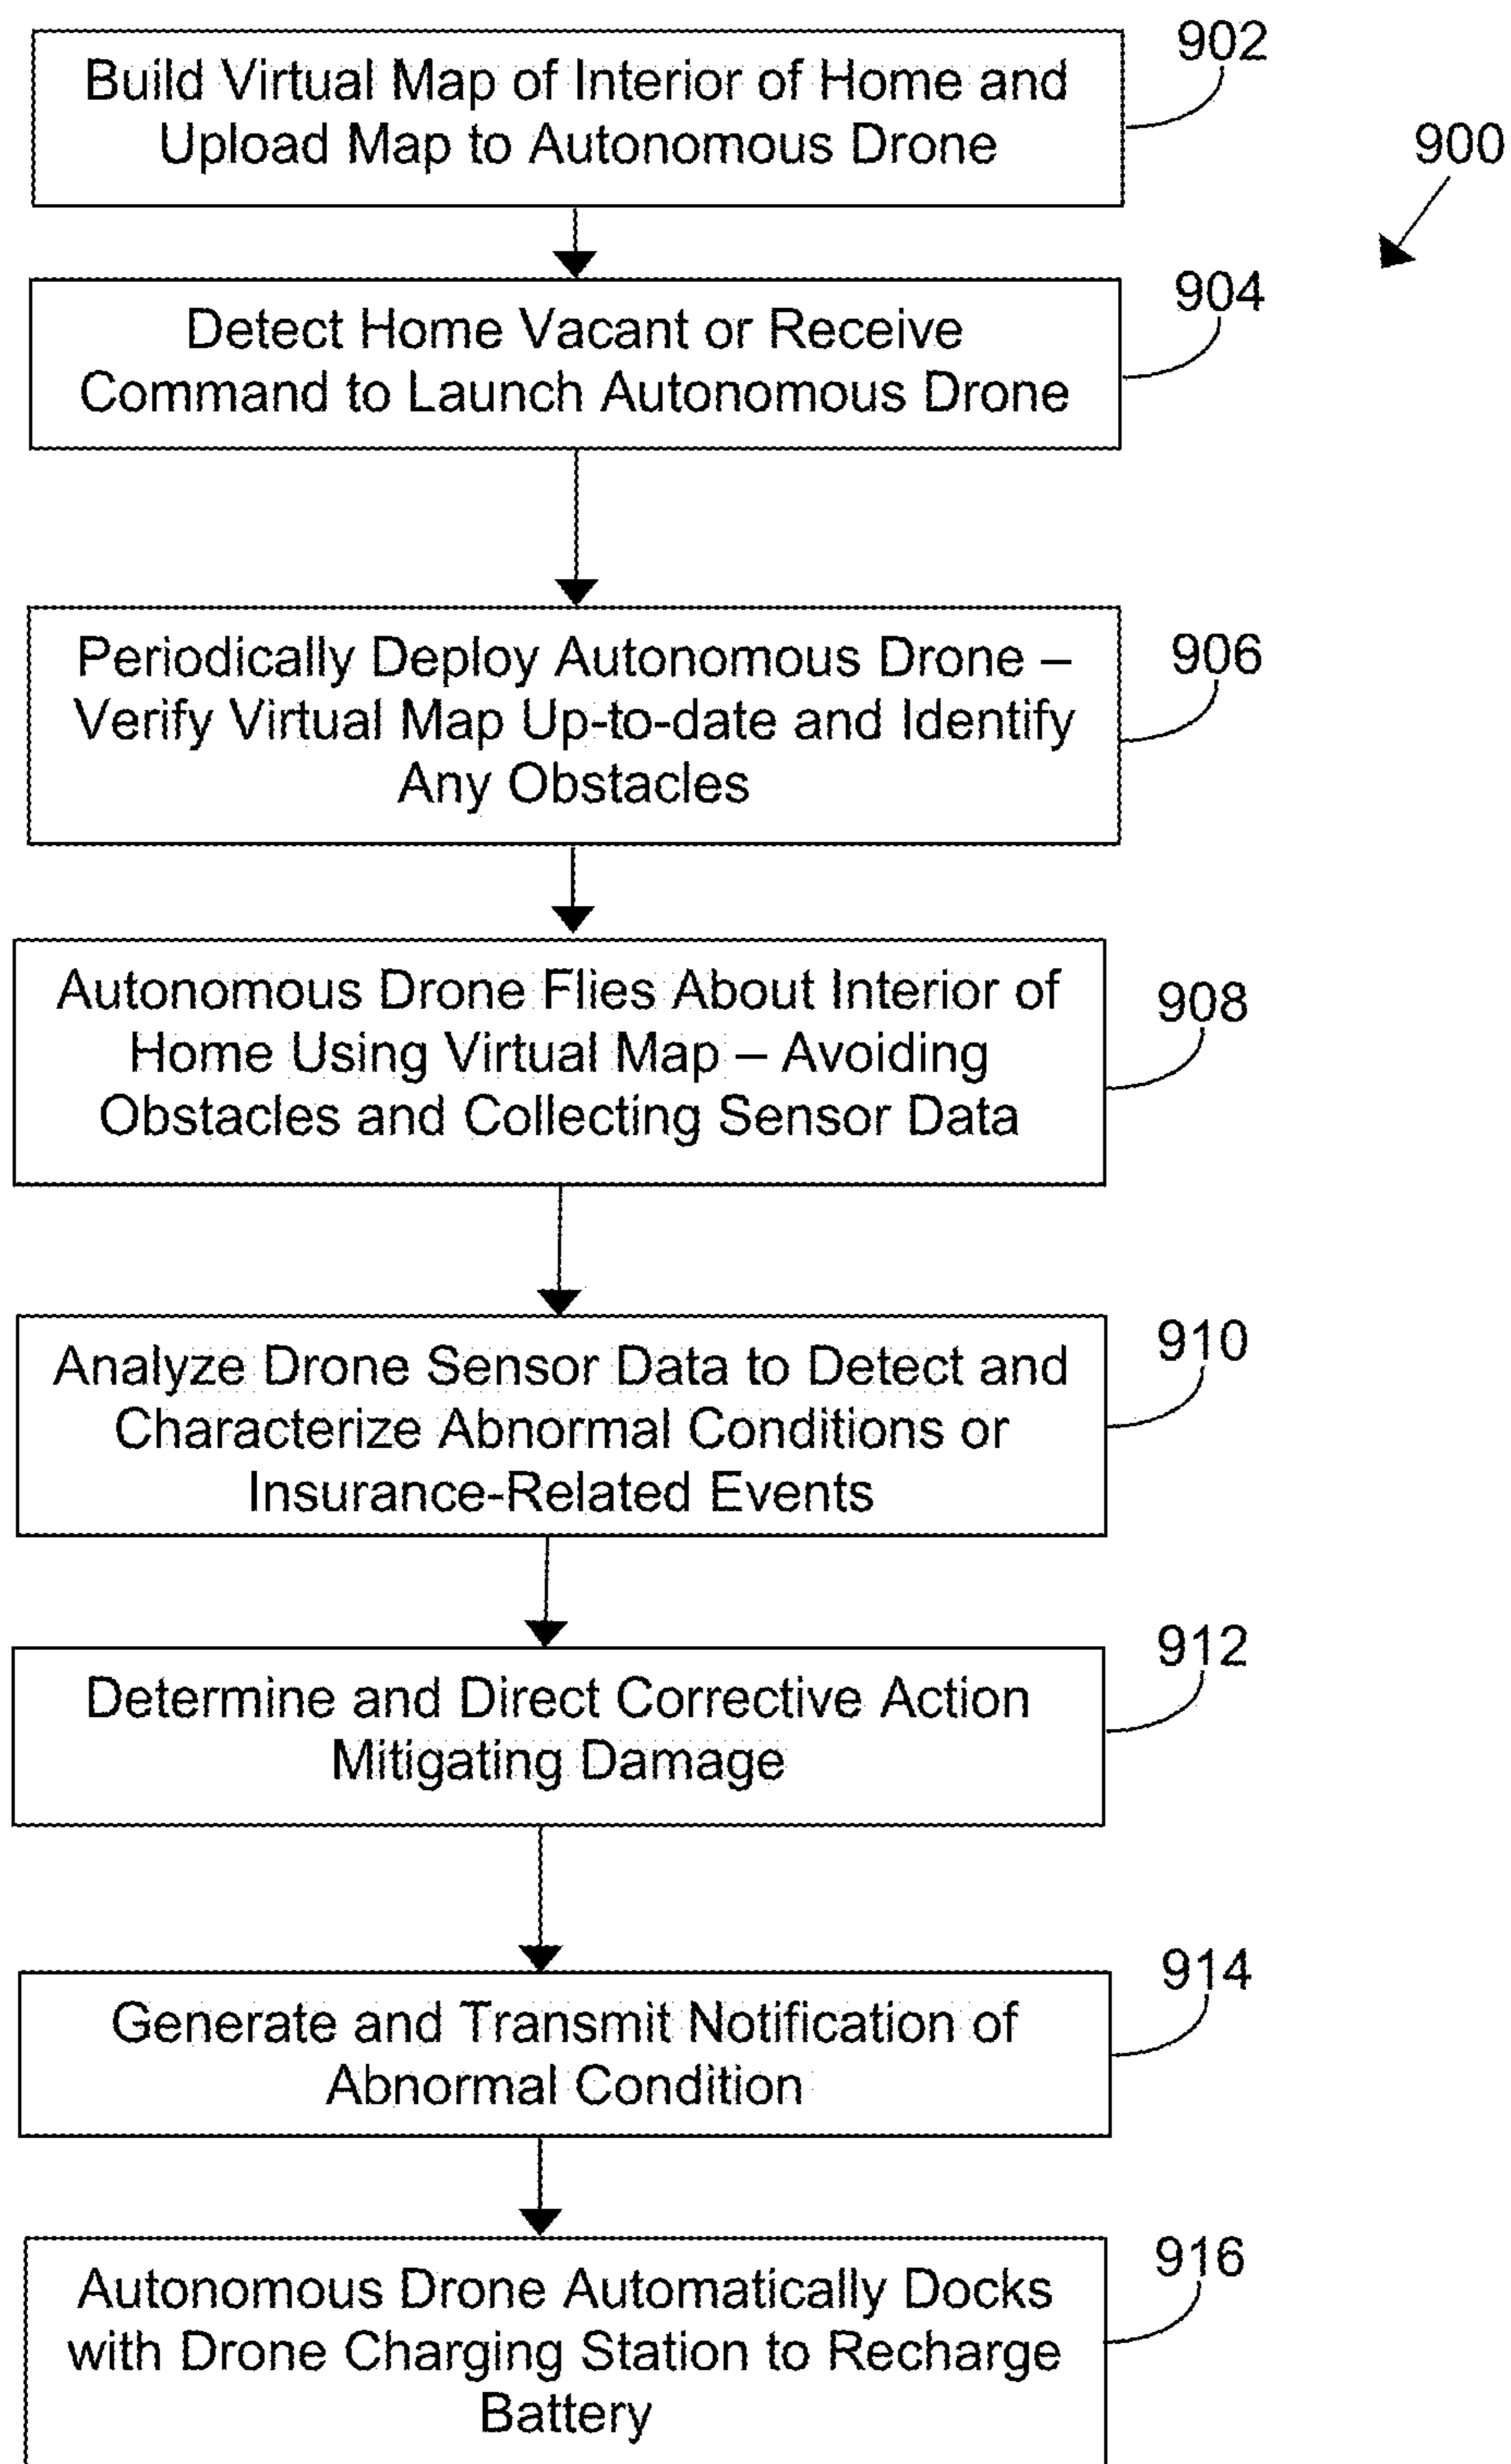 Build Virtual Map of Interior of Home and
Upload Map to Autonomous Drone
902
900
Detect Home Vacant or Receive
Command to Launch Autonomous Drone
904
Periodically Deploy Autonomous Drone –
Verify Virtual Map Up-to-date and Identify
Any Obstacles
906
Autonomous Drone Flies About Interior of
Home Using Virtual Map – Avoiding
Obstacles and Collecting Sensor Data
908
Analyze Drone Sensor Data to Detect and
Characterize Abnormal Conditions or
Insurance-Related Events
910
Determine and Direct Corrective Action
Mitigating Damage
912
Generate and Transmit Notification of
Abnormal Condition
914
Autonomous Drone Automatically Docks
with Drone Charging Station to Recharge
Battery
916